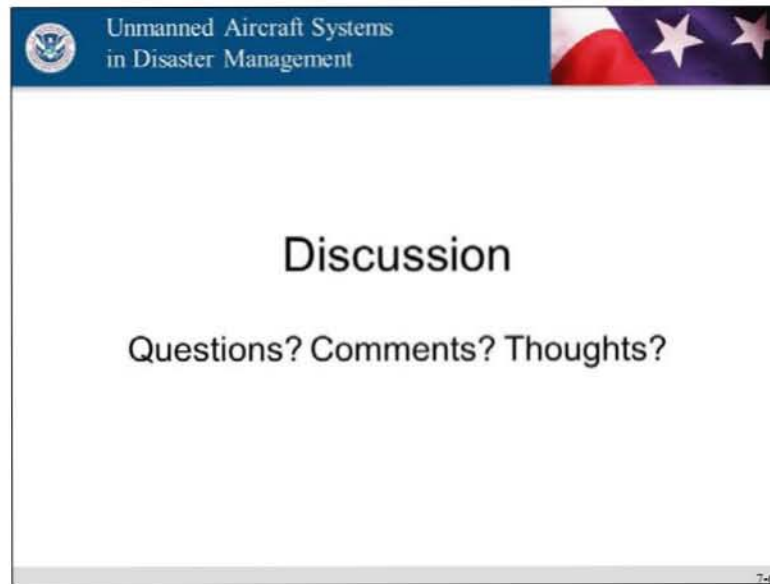 Unmanned Aircraft Systems
in Disaster Management
Discussion
Questions? Comments? Thoughts?